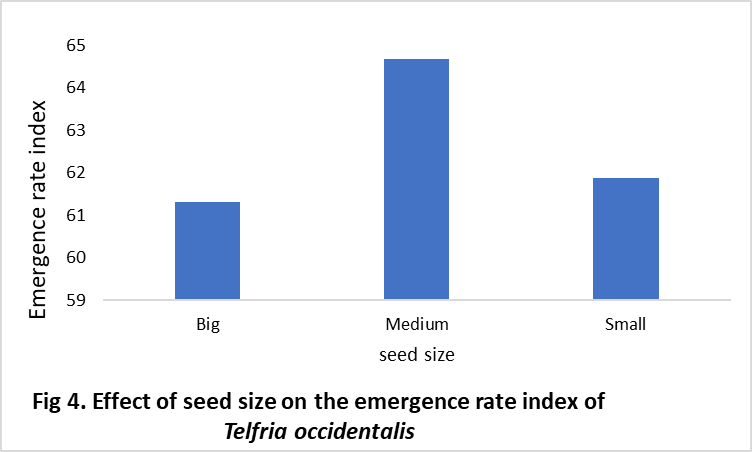 65
64
63
62
61
60
59
Emergence rate index
Big Medium Small
seed size
Fig 4. Effect of seed size on the emergence rate index of
Telfria occidentalis